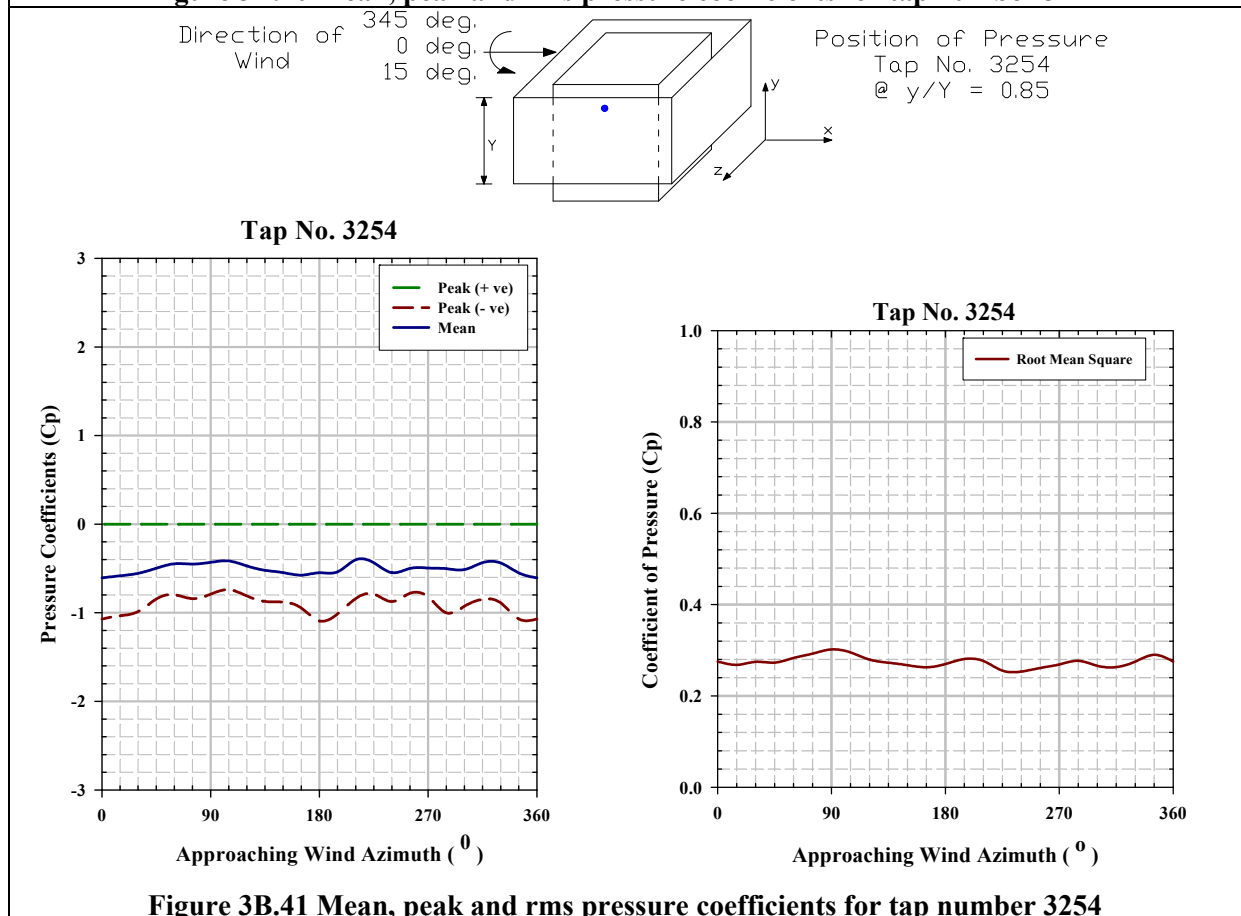 345 deg.
Direction of 0 deg.
Wind 15 deg.
Position of Pressure
Tap No. 3254
@ y/Y = 0.85
Y
y
x
z
Tap No. 3254
Peak (+ ve)
Peak (- ve)
Mean
3
2
1
0
-1
-2
-3
Pressure Coefficients (Cp)
0 90 180 270 360
Approaching Wind Azimuth ( 0 )
Tap No. 3254
Root Mean Square
1.0
0.8
0.6
0.4
0.2
0.0
Coefficient of Pressure (Cp)
0 90 180 270 360
Approaching Wind Azimuth ( o )
Figure 3B.41 Mean, peak and rms pressure coefficients for tap number 3254